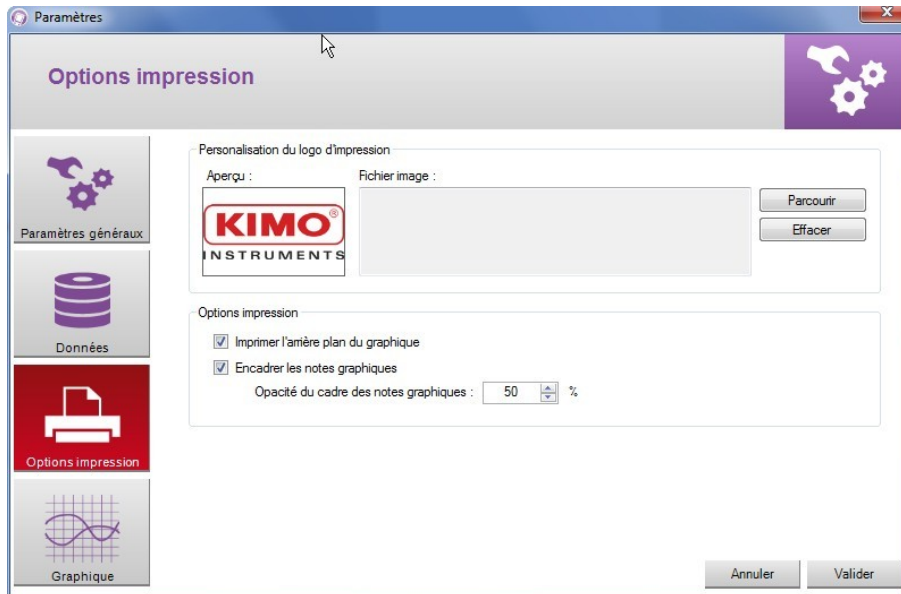 Paramètres
Options impression
Personalisation du logo d'impression
Aperçu :
Fichier image :
KIMO®
INSTRUMENTS
Parcourir
Effacer
Paramètres généraux
Options impression
Imprimer l'arrière plan du graphique
Encadrer les notes graphiques
Opacité du cadre des notes graphiques : 50 %
Données
Options impression
Graphique
Annuler
Valider